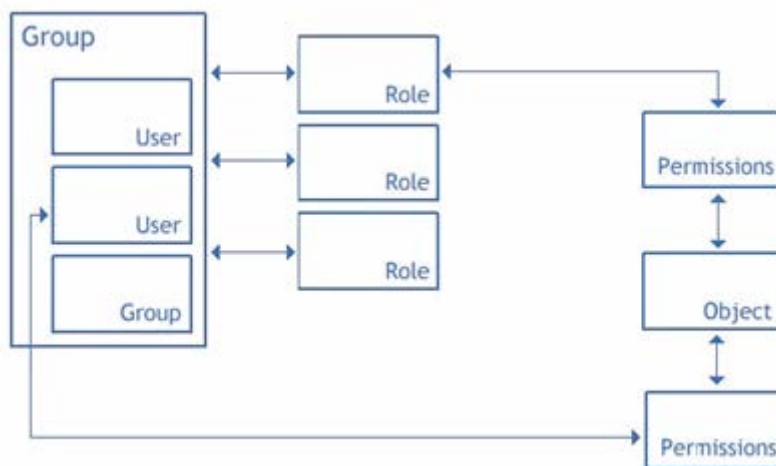 Group
Role
User
Permissions
Role
User
Role
Group
Object
Permissions